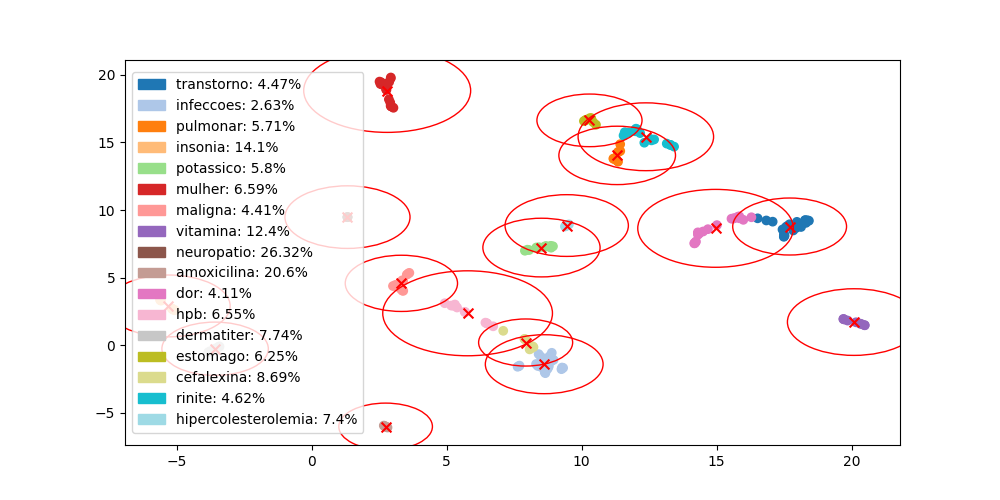 20
15
10
5
0
−5
transtorno: 4.47%
infeccoes: 2.63%
pulmonar: 5.71%
insonia: 14.1%
potassico: 5.8%
mulher: 6.59%
maligna: 4.41%
vitamina: 12.4%
neuropatio: 26.32%
amoxicilina: 20.6%
dor: 4.11%
hpb: 6.55%
dermatiter: 7.74%
estomago: 6.25%
cefalexina: 8.69%
rinite: 4.62%
hipercolesterolemia: 7.4%
−5 0 5 10 15 20